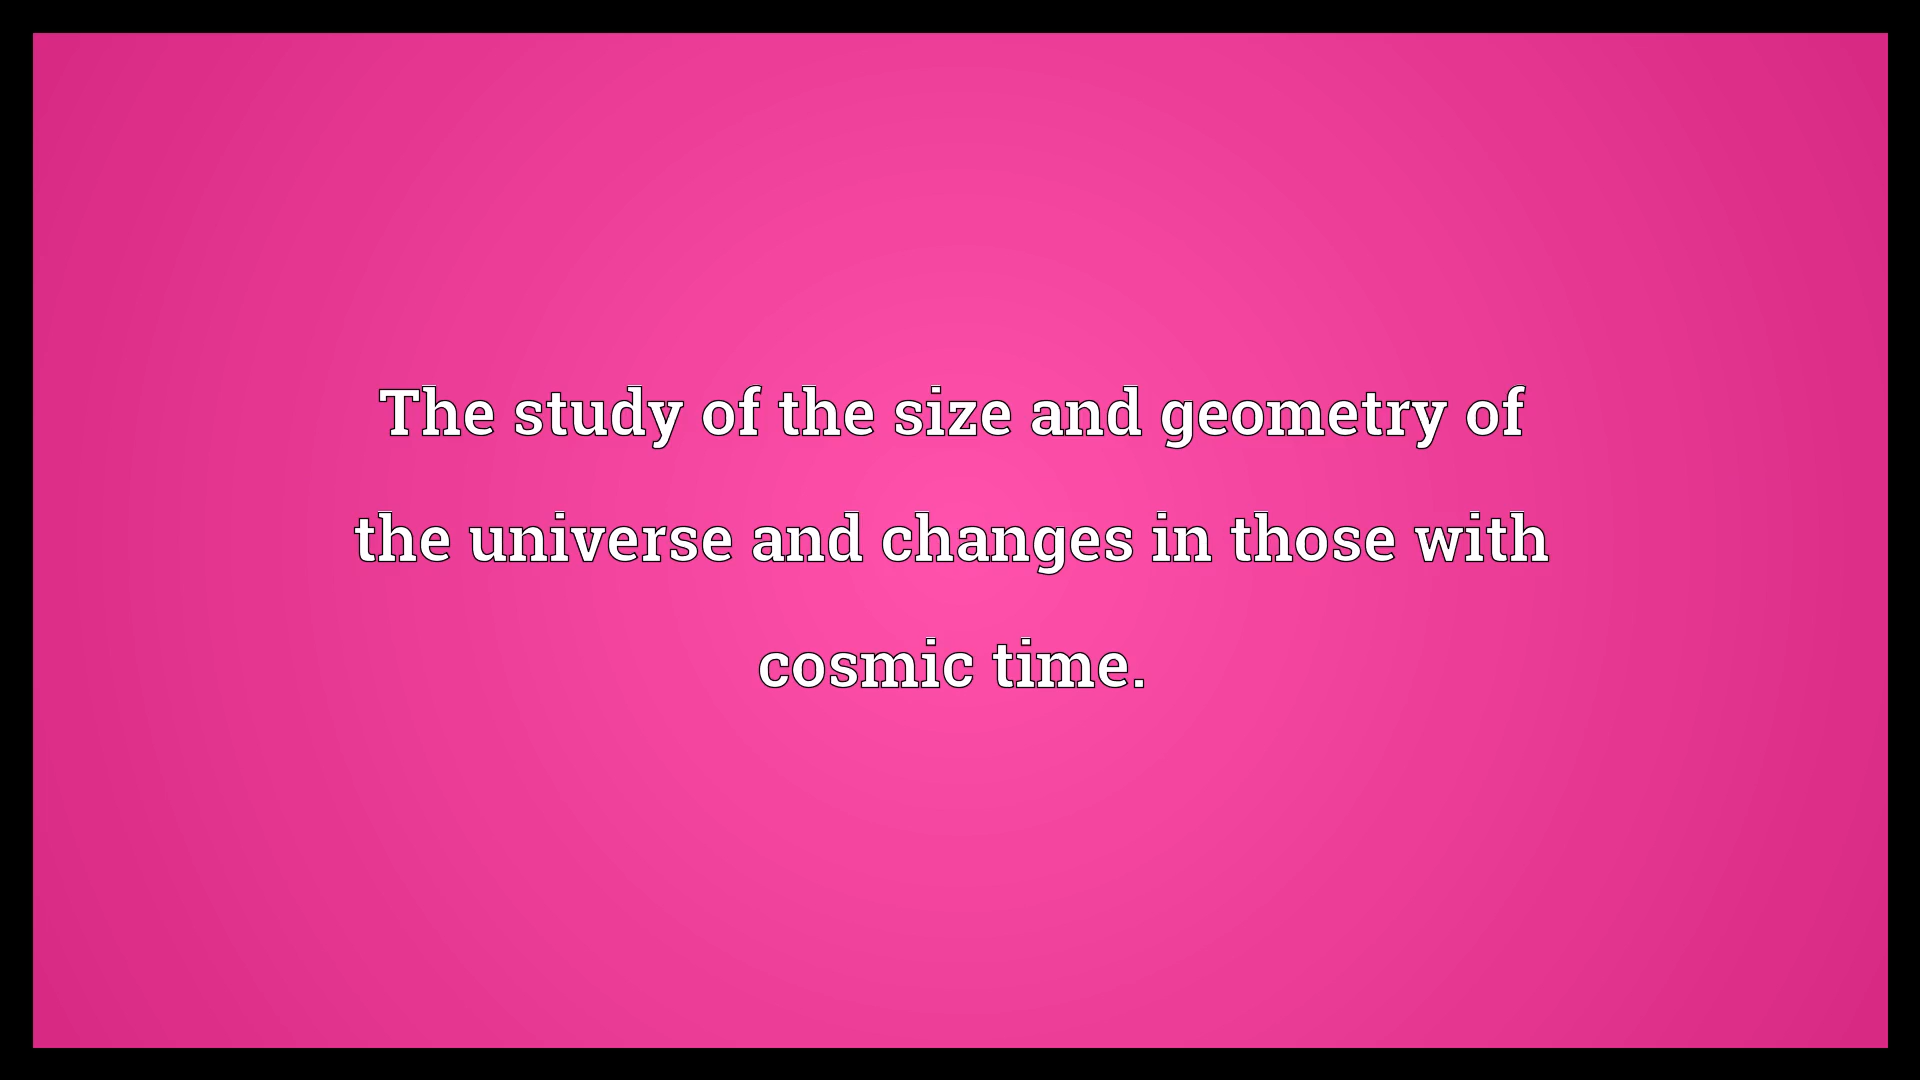 The study of the size and geometry of
the universe and changes in those with
cosmic time.